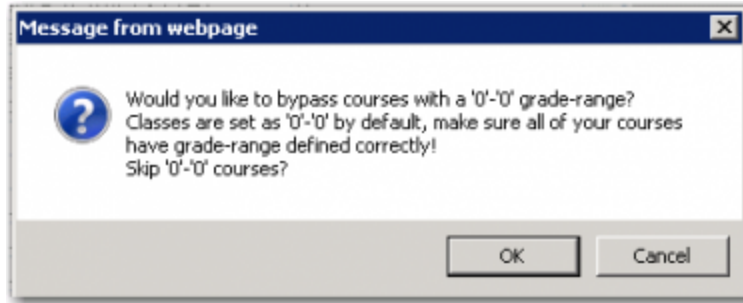 Message from webpage
Would you like to bypass courses with a '0'-'0' grade-range?
Classes are set as '0'-'0' by default, make sure all of your courses
have grade-range defined correctly!
Skip '0'-'0' courses?
OK
Cancel